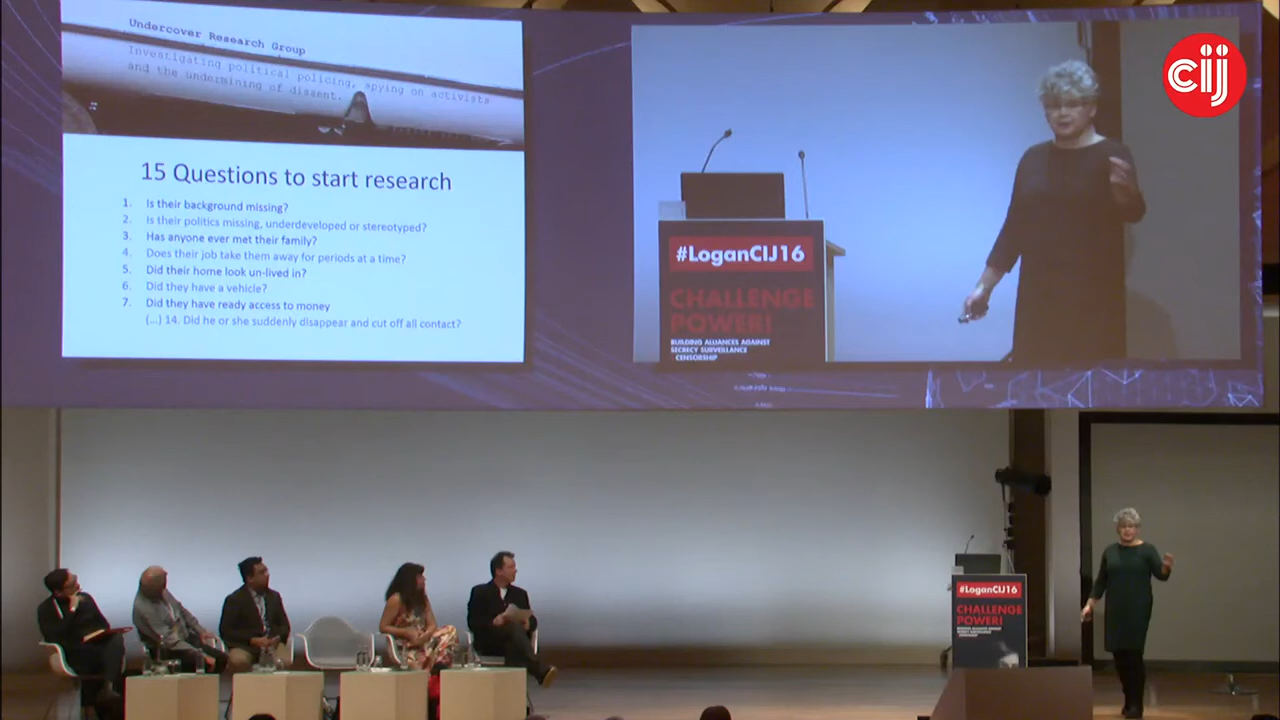 Undercover Research Group
Investigating political policing, spying on activists
and the undermining of dissent.
15 Questions to start research
1. Is their background missing?
2. Is their politics missing, underdeveloped or stereotyped?
3. Has anyone ever met their family?
4. Does their job take them away for periods at a time?
5. Did their home look un-lived in?
6. Did they have a vehicle?
7. Did they have ready access to money
(...) 14. Did he or she suddenly disappear and cut off all contact?
#LoganCIJ16
CHALLENGE
POWER!
BUILDING ALLIANCES AGAINST
SECRECY SURVEILLANCE
CENSORSHIP
cij
#LoganCIJ16
CHALLENGE
POWER!